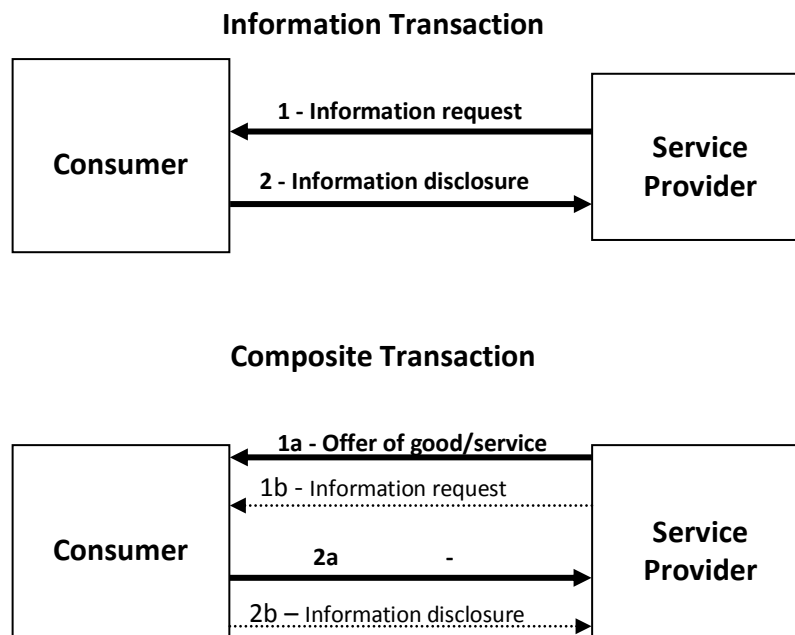 Information Transaction
1 - Information request
Consumer
Service
Provider
2 - Information disclosure
Composite Transaction
1a - Offer of good/service
1b - Information request
Consumer
Service
Provider
2a -
2b – Information disclosure